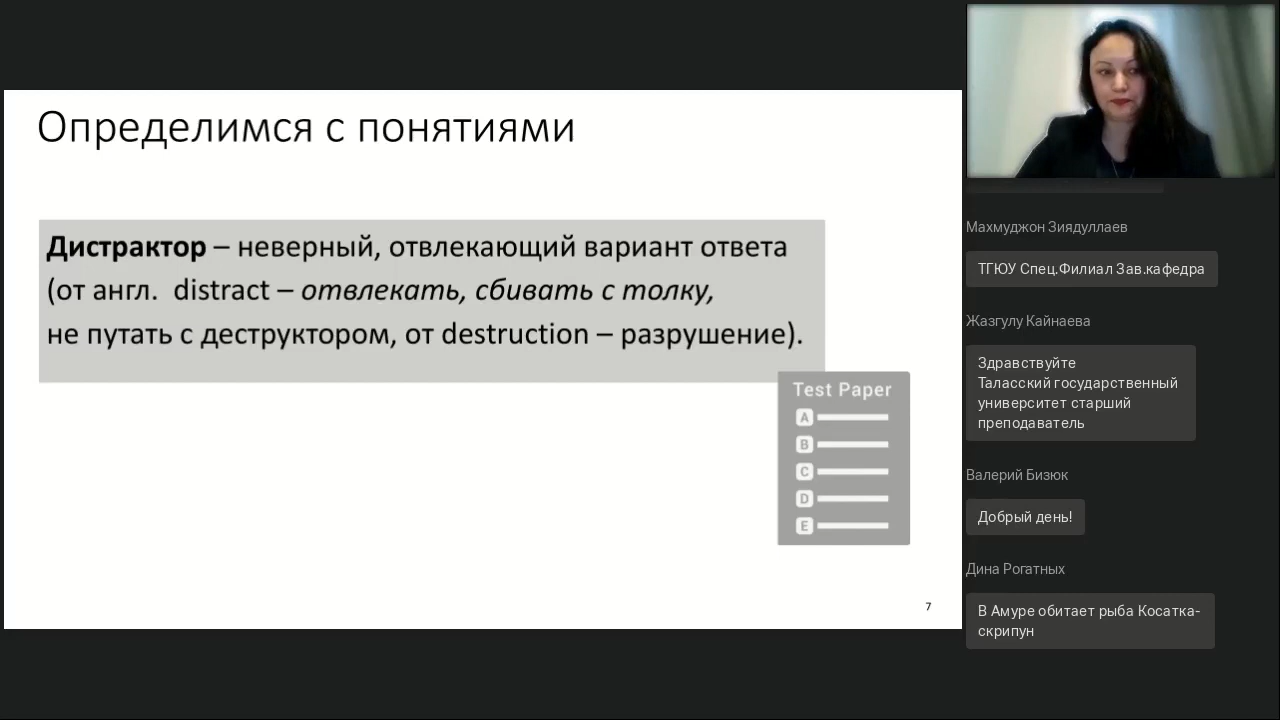 Определимся с понятиями
Дистрактор – неверный, отвлекающий вариант ответа
(от англ.  distract – отвлекать, сбивать с толку,
не путать с деструктором, от destruction – разрушение).
Test Paper
A
B
C
D
E
7
Махмуджон Зиядуллаев
ТГЮУ Спец.Филиал Зав.кафедра
Жазгулу Кайнаева
Здравствуйте
Таласский государственный
университет старший
преподаватель
Валерий Бизюк
Добрый день!
Дина Рогатных
В Амуре обитает рыба Косатка-
скрипун